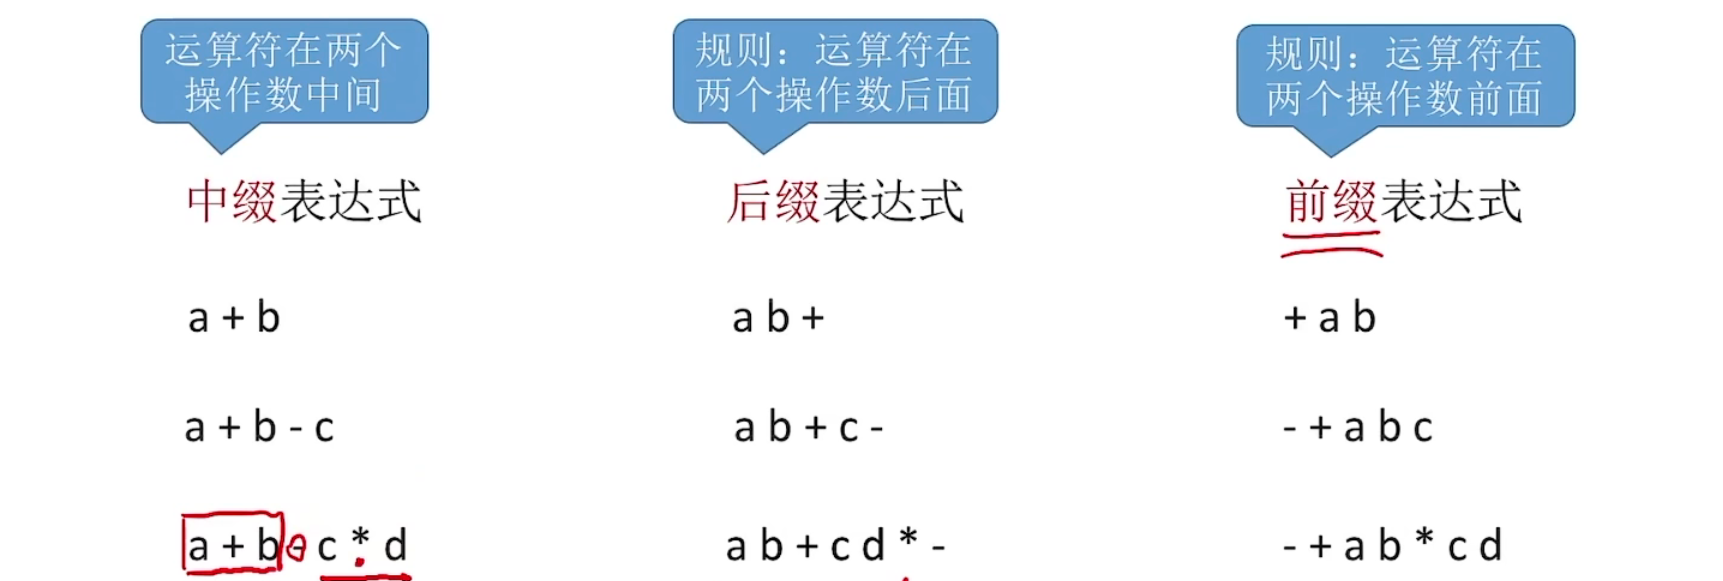 运算符在两个
操作数中间
规则：运算符在
两个操作数后面
规则：运算符在
两个操作数前面
中缀表达式
后缀表达式
前缀表达式
a + b
a b +
+ a b
a + b - c
a b + c -
- + a b c
a + b - c * d
a b + c d * -
- + a b * c d